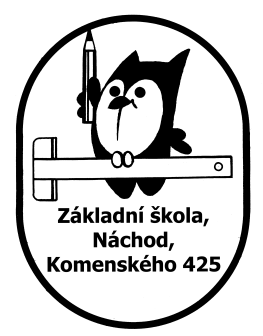 Základní škola,
Náchod,
Komenského 425